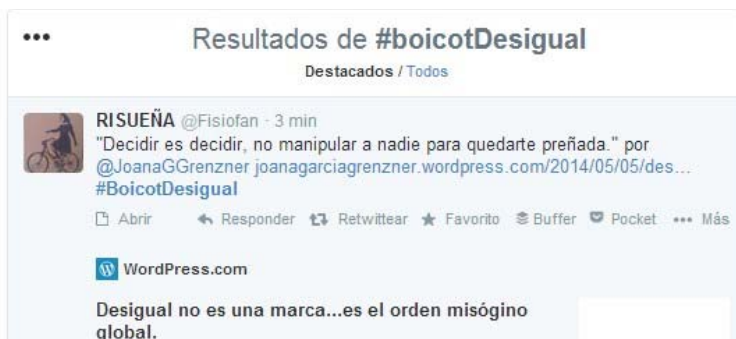 Resultados de #boicotDesigual
Destacados / Todos
RISUEÑA @Fisiofan · 3 min
"Decidir es decidir, no manipular a nadie para quedarte preñada." por
@JoanaGGrenzner joanagarciagrenzner.wordpress.com/2014/05/05/des...
#BoicotDesigual
Abrir Responder Retwittear Favorito Buffer Pocket ••• Más
WordPress.com
Desigual no es una marca...es el orden misógino
global.